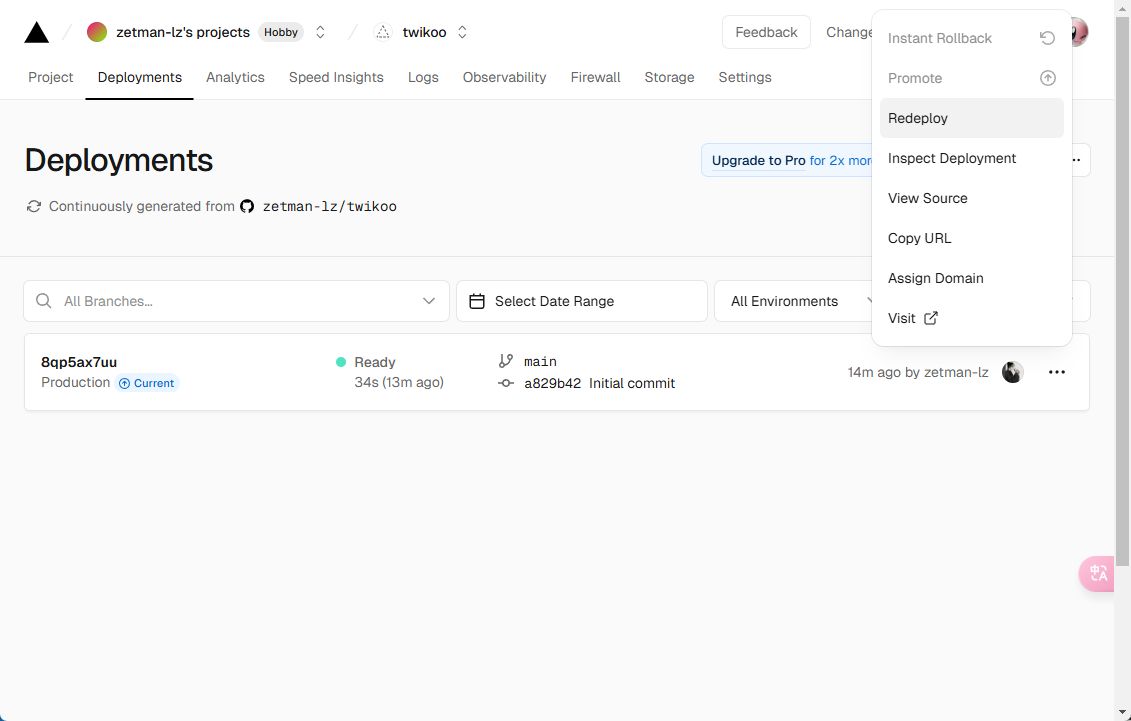 zetman-lz's projects Hobby twikoo Feedback
Project Deployments Analytics Speed Insights Logs Observability Firewall Storage Settings
Instant Rollback
Promote
Redeploy
Inspect Deployment
View Source
Copy URL
Assign Domain
Visit
Deployments
Upgrade to Pro for 2x
Continuously generated from zetman-lz/twikoo
All Branches…
Select Date Range
All Environments
8qp5ax7uu
Production Current
Ready
34s (13m ago)
main
a829b42 Initial commit
14m ago by zetman-lz
中A